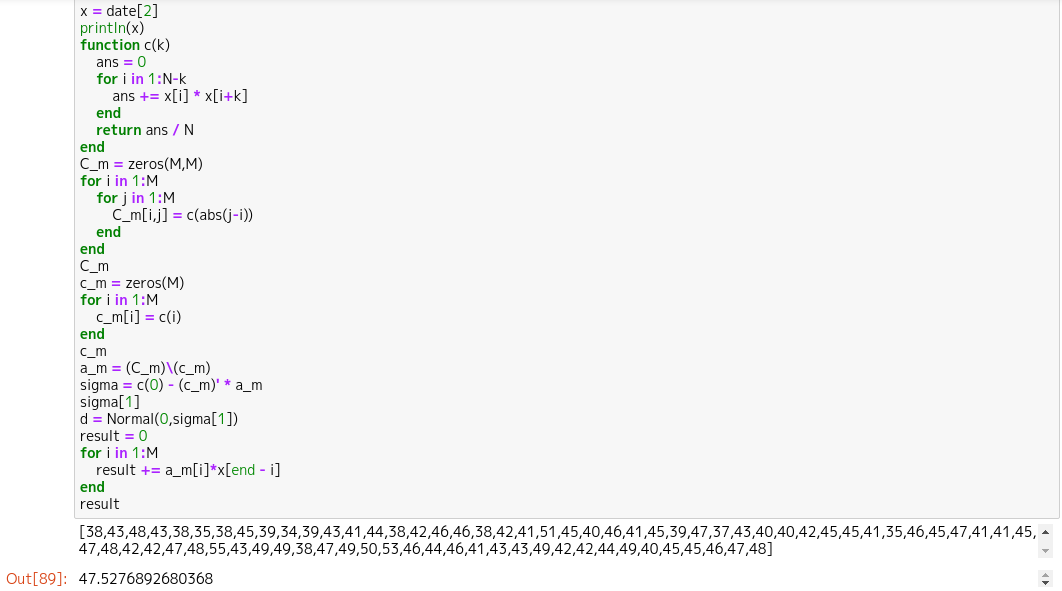 x = date[2]
println(x)
function c(k)
    ans = 0
    for i in 1:N-k
        ans += x[i] * x[i+k]
    end
    return ans / N
end
C_m = zeros(M,M)
for i in 1:M
    for j in 1:M
        C_m[i,j] = c(abs(j-i))
    end
end
C_m
c_m = zeros(M)
for i in 1:M
    c_m[i] = c(i)
end
c_m
a_m = (C_m)\(c_m)
sigma = c(0) - (c_m)' * a_m
sigma[1]
d = Normal(0,sigma[1])
result = 0
for i in 1:M
    result += a_m[i]*x[end - i]
end
result
[38,43,48,43,38,35,38,45,39,34,39,43,41,44,38,42,46,46,38,42,41,51,45,40,46,41,45,39,47,37,43,40,40,42,45,45,41,35,46,45,47,41,41,45,
47,48,42,42,47,48,55,43,49,49,38,47,49,50,53,46,44,46,41,43,43,49,42,42,44,49,40,45,45,46,47,48]
Out[89]: 47.5276892680368